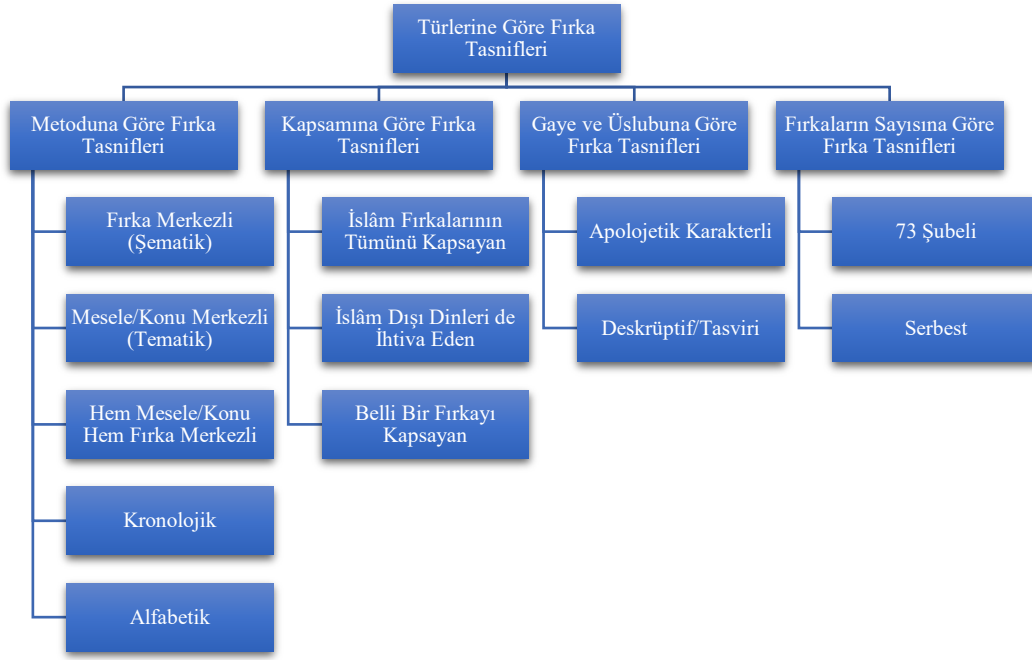 Türlerine Göre Fırka
Tasnifleri
Metoduna Göre Fırka
Tasnifleri
Fırka Merkezli
(Şematik)
Mesele/Konu Merkezli
(Tematik)
Hem Mesele/Konu
Hem Fırka Merkezli
Kronolojik
Alfabetik
Kapsamına Göre Fırka
Tasnifleri
İslâm Fırkalarının
Tümünü Kapsayan
İslâm Dışı Dinleri de
İhtiva Eden
Belli Bir Fırkayı
Kapsayan
Gaye ve Üslubuna Göre
Fırka Tasnifleri
Apolojetik Karakterli
Deskrüptif/Tasviri
Fırkaların Sayısına Göre
Fırka Tasnifleri
73 Şubeli
Serbest